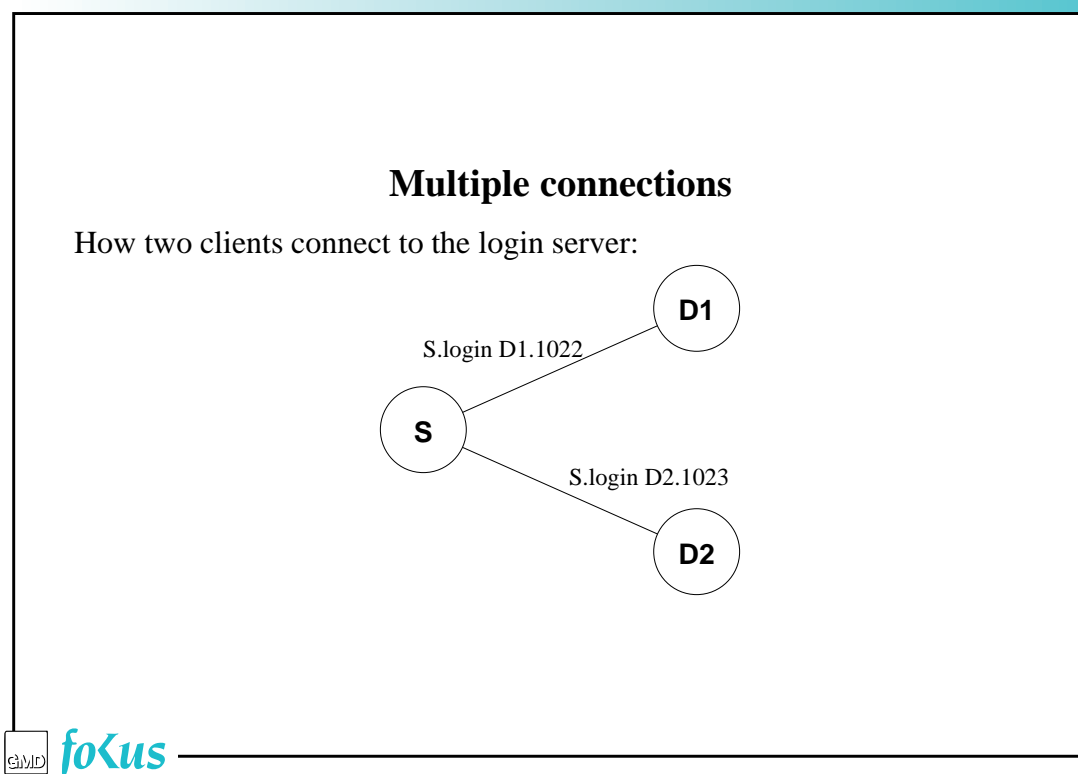 Multiple connections
How two clients connect to the login server:
D1
S.login D1.1022
S
S.login D2.1023
D2
GMD fokus